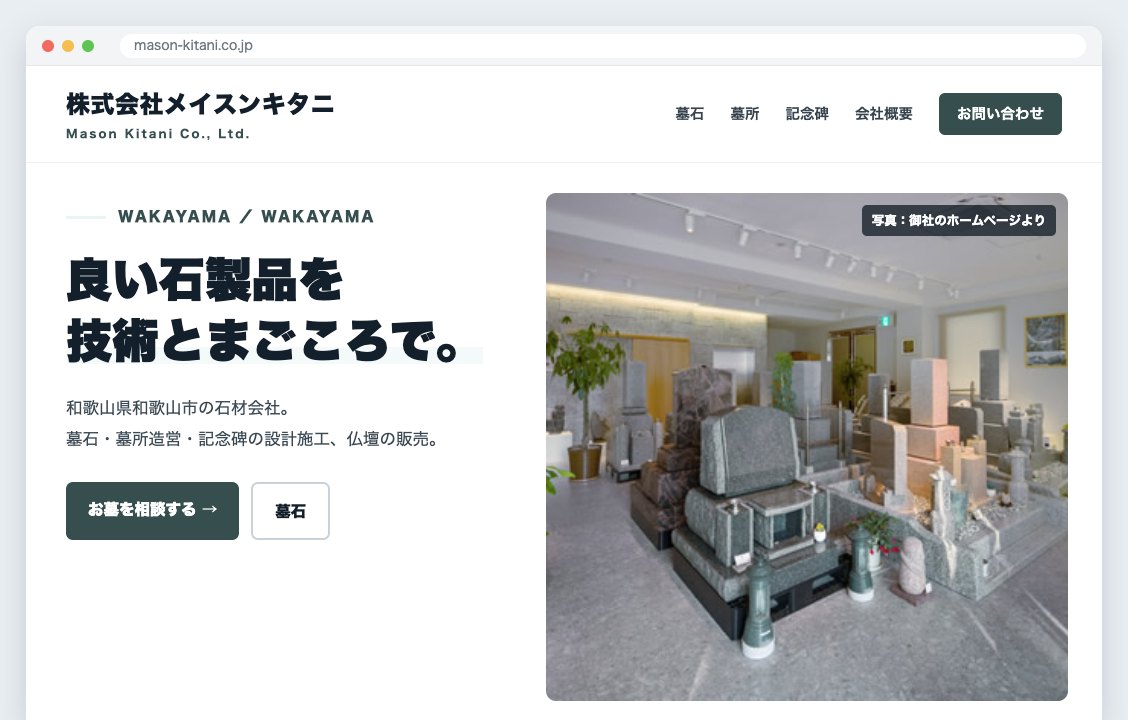 mason-kitani.co.jp
株式会社メイスンキタニ
Mason Kitani Co., Ltd.
墓石 墓所 記念碑 会社概要 お問い合わせ
WAKAYAMA / WAKAYAMA
良い石製品を
技術とまごころで。
和歌山県和歌山市の石材会社。
墓石・墓所造営・記念碑の設計施工、仏壇の販売。
お墓を相談する →
墓石
写真：御社のホームページより